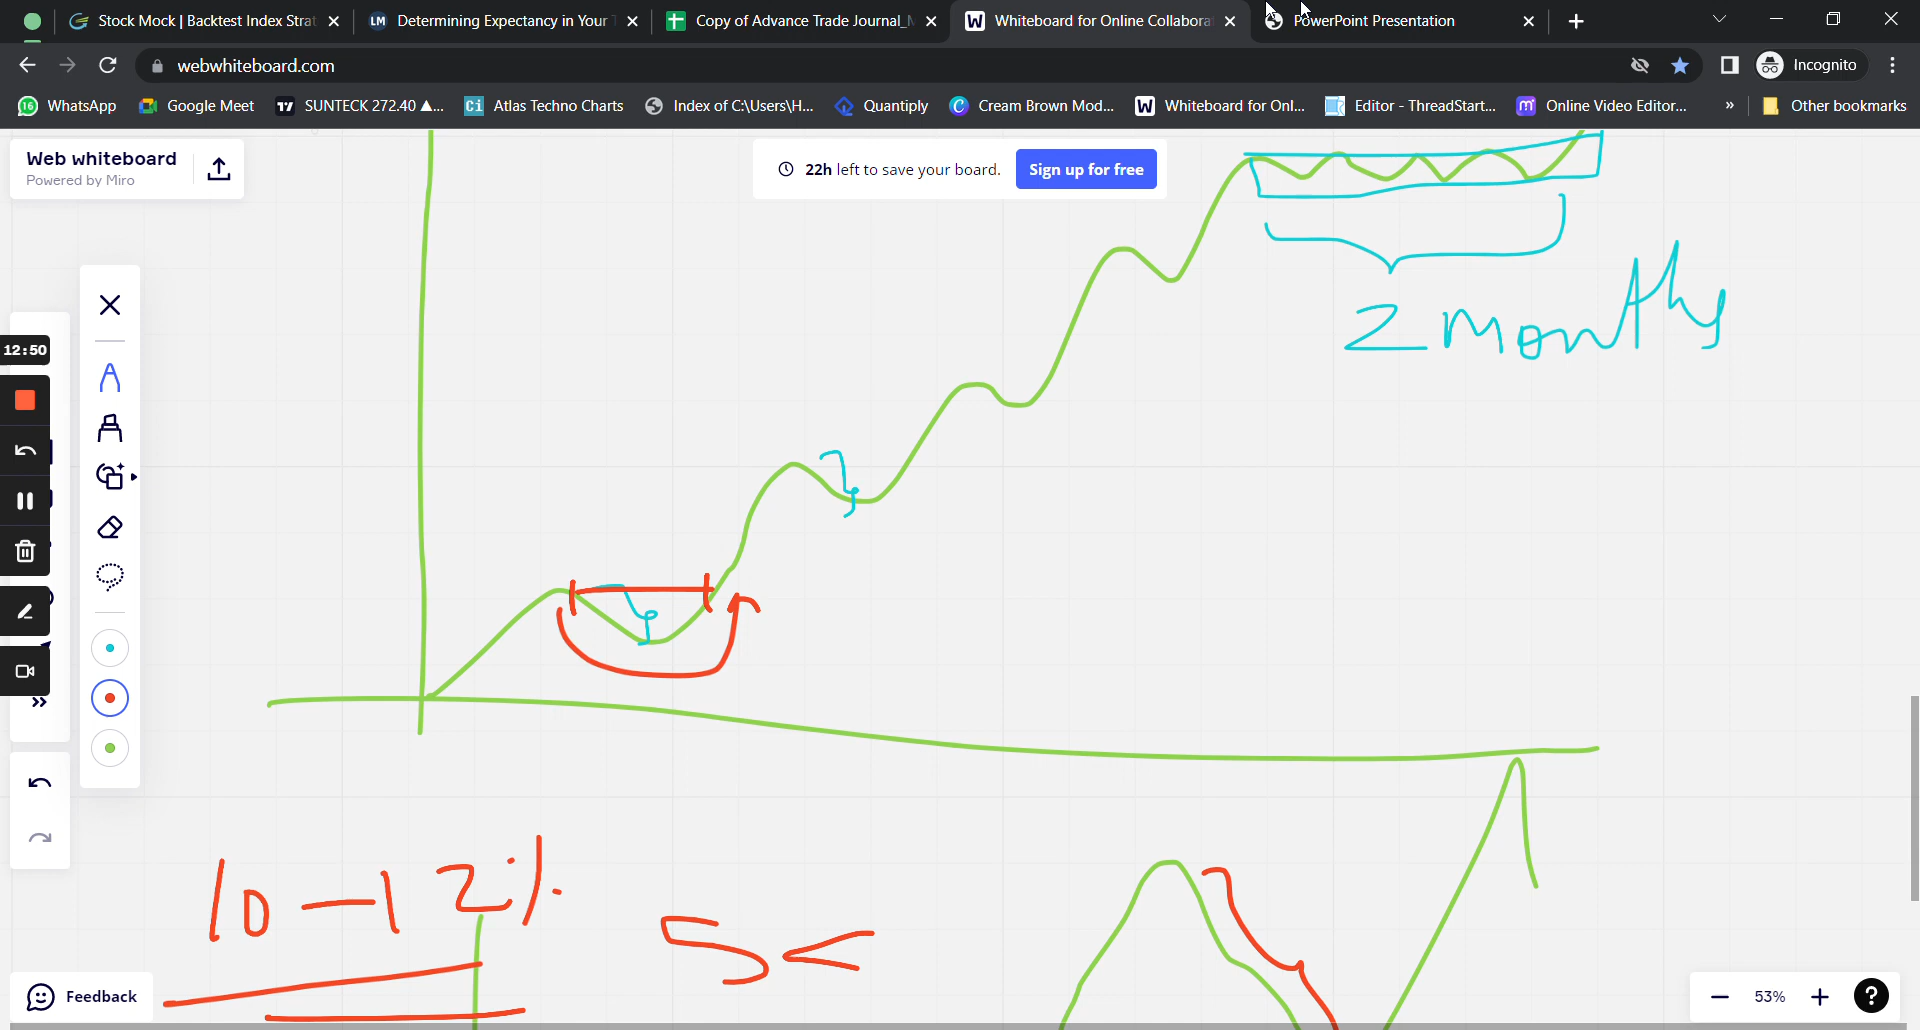 Stock Mock | Backtest Index Strat
Determining Expectancy in Your T
Copy of Advance Trade Journal_M
Whiteboard for Online Collaborat
PowerPoint Presentation
webwhiteboard.com
Incognito
WhatsApp
Google Meet
SUNTECK 272.40 ▲...
Atlas Techno Charts
Index of C:\Users\H...
Quantiply
Cream Brown Mod...
Whiteboard for Onl...
Editor - ThreadStart...
Online Video Editor...
»
Other bookmarks
Web whiteboard
Powered by Miro
22h left to save your board.
Sign up for free
2 months
12:50
10-12%
5<
Feedback
53%